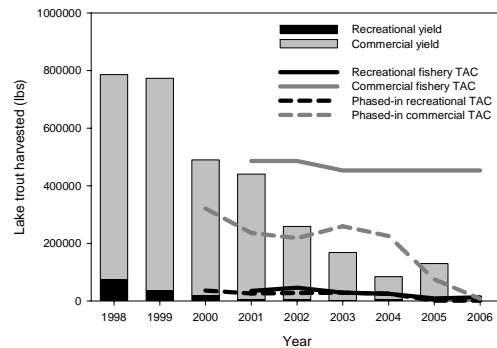 1000000
Recreational yield
Commercial yield
800000
Recreational fishery TAC
Commercial fishery TAC
Phased-in recreational TAC
Phased-in commercial TAC
600000
Lake trout harvested (lbs)
400000
200000
0
1998 1999 2000 2001 2002 2003 2004 2005 2006
Year